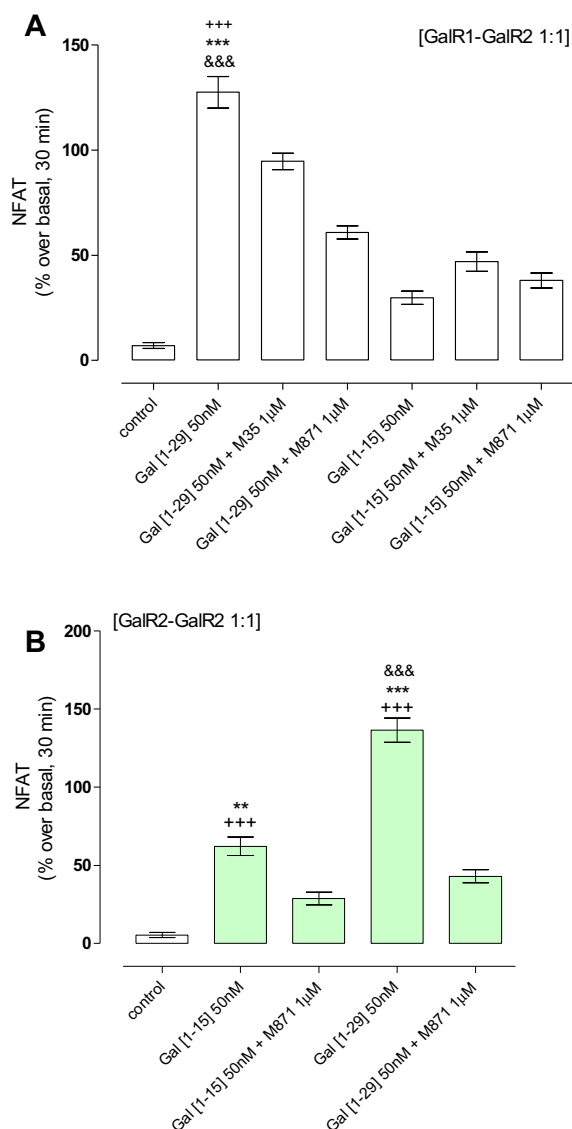 A
[GalR1-GalR2 1:1]
+++
***
&&&
NFAT
(% over basal, 30 min)
150
100
50
0
control
Gal [1-29] 50nM
Gal [1-29] 50nM + M35 1µM
Gal [1-29] 50nM + M871 1µM
Gal [1-15] 50nM
Gal [1-15] 50nM + M35 1µM
Gal [1-15] 50nM + M871 1µM
B
[GalR2-GalR2 1:1]
&&&
***
+++
**
+++
NFAT
(% over basal, 30 min)
200
150
100
50
0
control
Gal [1-15] 50nM
Gal [1-15] 50nM + M871 1µM
Gal [1-29] 50nM
Gal [1-29] 50nM + M871 1µM